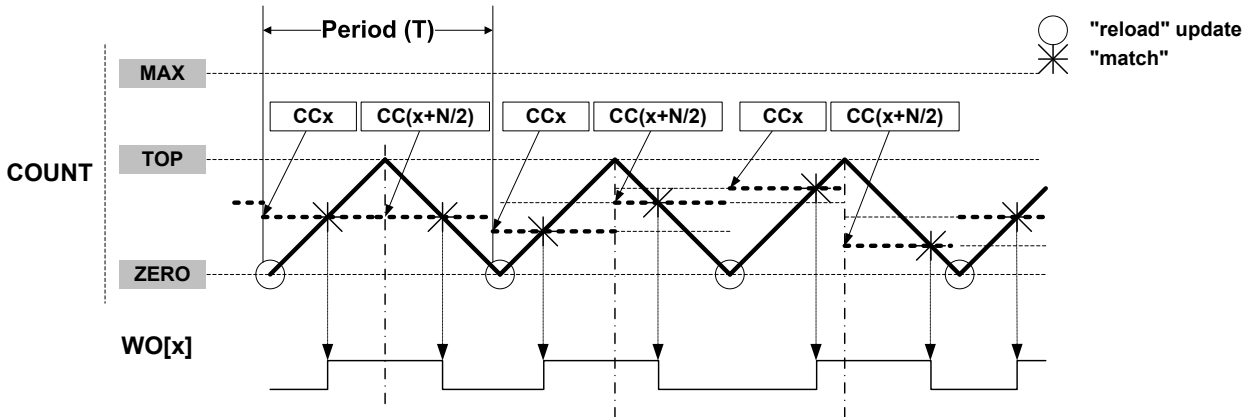 Period (T)
"reload" update
"match"
MAX
CCx
CC(x+N/2)
CCx
CC(x+N/2)
CCx
CC(x+N/2)
TOP
COUNT
ZERO
WO[x]